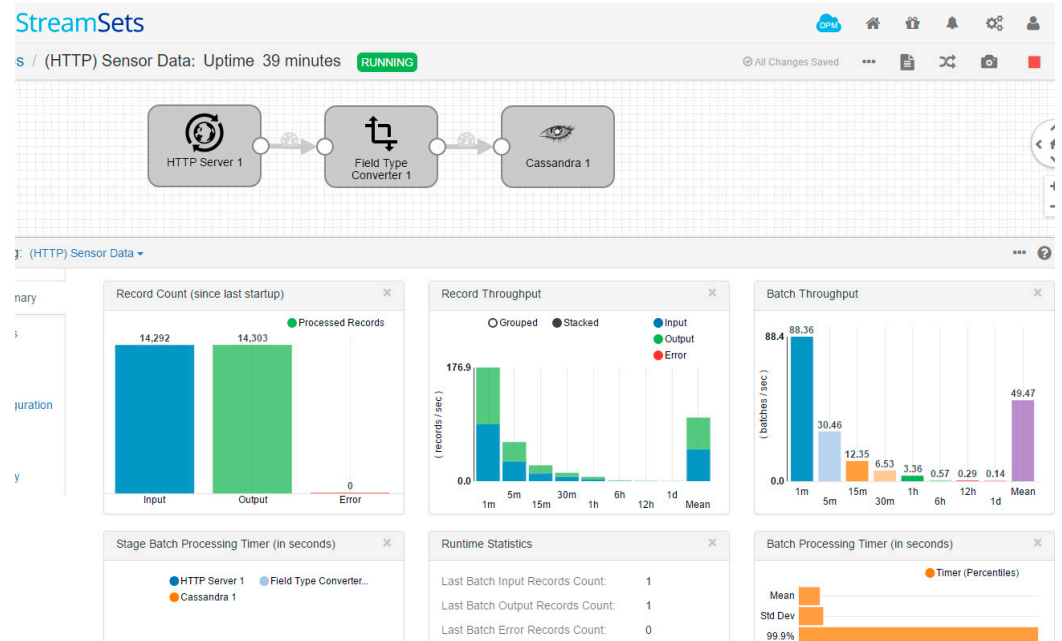 StreamSets
DPM
s / (HTTP) Sensor Data: Uptime 39 minutes RUNNING
All Changes Saved
HTTP Server 1
Field Type
Converter 1
Cassandra 1
g: (HTTP) Sensor Data
mary
s
guration
y
Record Count (since last startup)
Processed Records
14,292
14,303
0
Input Output Error
Record Throughput
Grouped Stacked Input
Output
Error
176.9
( records / sec )
0.0
1m 5m 15m 30m 1h 6h 12h 1d Mean
Batch Throughput
88.4
88.36
30.46
12.35
6.53
3.36
0.57
0.29
0.14
49.47
( batches / sec )
0.0
1m 5m 15m 30m 1h 6h 12h 1d Mean
Stage Batch Processing Timer (in seconds)
HTTP Server 1 Field Type Converter...
Cassandra 1
Runtime Statistics
Last Batch Input Records Count: 1
Last Batch Output Records Count: 1
Last Batch Error Records Count: 0
Batch Processing Timer (in seconds)
Timer (Percentiles)
Mean
Std Dev
99.9%